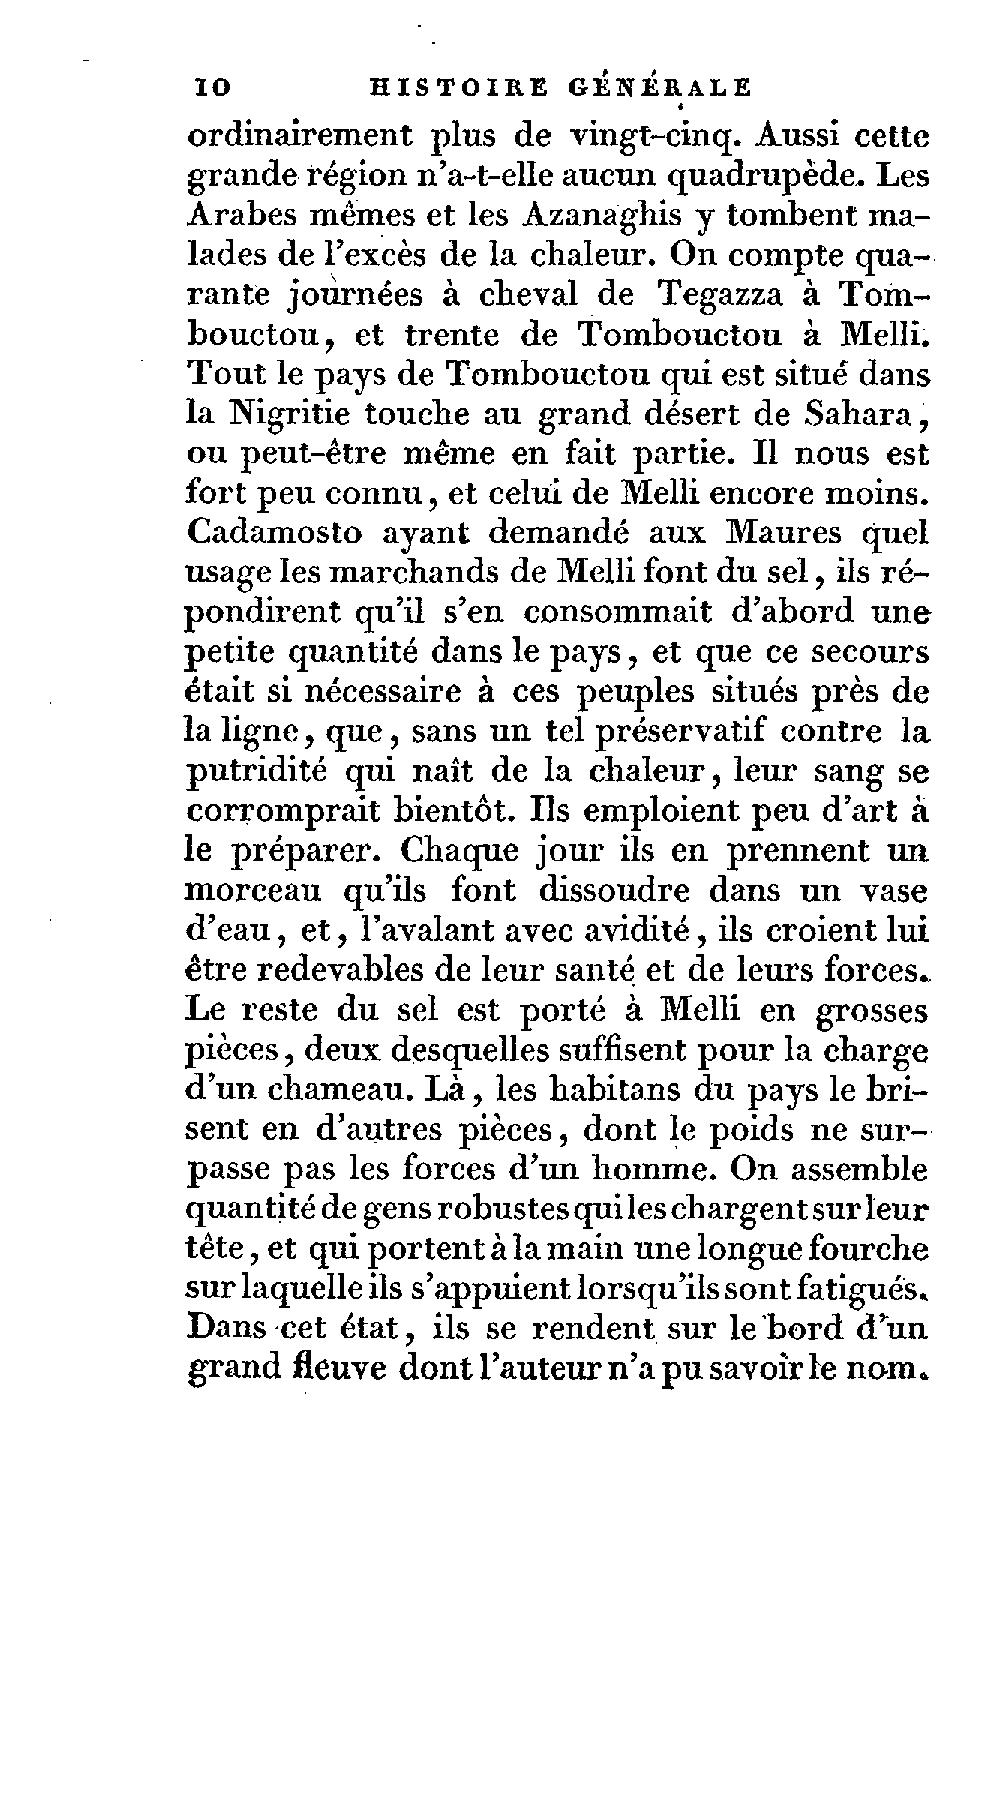 10 HISTOIRE GÉNÉRALE
ordinairement plus de vingt-cinq. Aussi cette
grande région n'a-t-elle aucun quadrupède. Les
Arabes mêmes et les Azanaghis y tombent ma-
lades de l'excès de la chaleur. On compte qua-
rante journées à cheval de Tegazza à Tom-
bouctou, et trente de Tombouctou à Melli.
Tout le pays de Tombouctou qui est situé dans
la Nigritie touche au grand désert de Sahara,
ou peut-être même en fait partie. Il nous est
fort peu connu, et celui de Melli encore moins.
Cadamosto ayant demandé aux Maures quel
usage les marchands de Melli font du sel, ils ré-
pondirent qu'il s'en consommait d'abord une
petite quantité dans le pays, et que ce secours
était si nécessaire à ces peuples situés près de
la ligne, que, sans un tel préservatif contre la
putridité qui naît de la chaleur, leur sang se
corromprait bientôt. Ils emploient peu d'art à
le préparer. Chaque jour ils en prennent un
morceau qu'ils font dissoudre dans un vase
d'eau, et, l'avalant avec avidité, ils croient lui
être redevables de leur santé et de leurs forces.
Le reste du sel est porté à Melli en grosses
pièces, deux desquelles suffisent pour la charge
d'un chameau. Là, les habitans du pays le bri-
sent en d'autres pièces, dont le poids ne sur-
passe pas les forces d'un homme. On assemble
quantité de gens robustes qui les chargent sur leur
tête, et qui portent à la main une longue fourche
sur laquelle ils s'appuient lorsqu'ils sont fatigués.
Dans cet état, ils se rendent sur le bord d'un
grand fleuve dont l'auteur n'a pu savoir le nom.